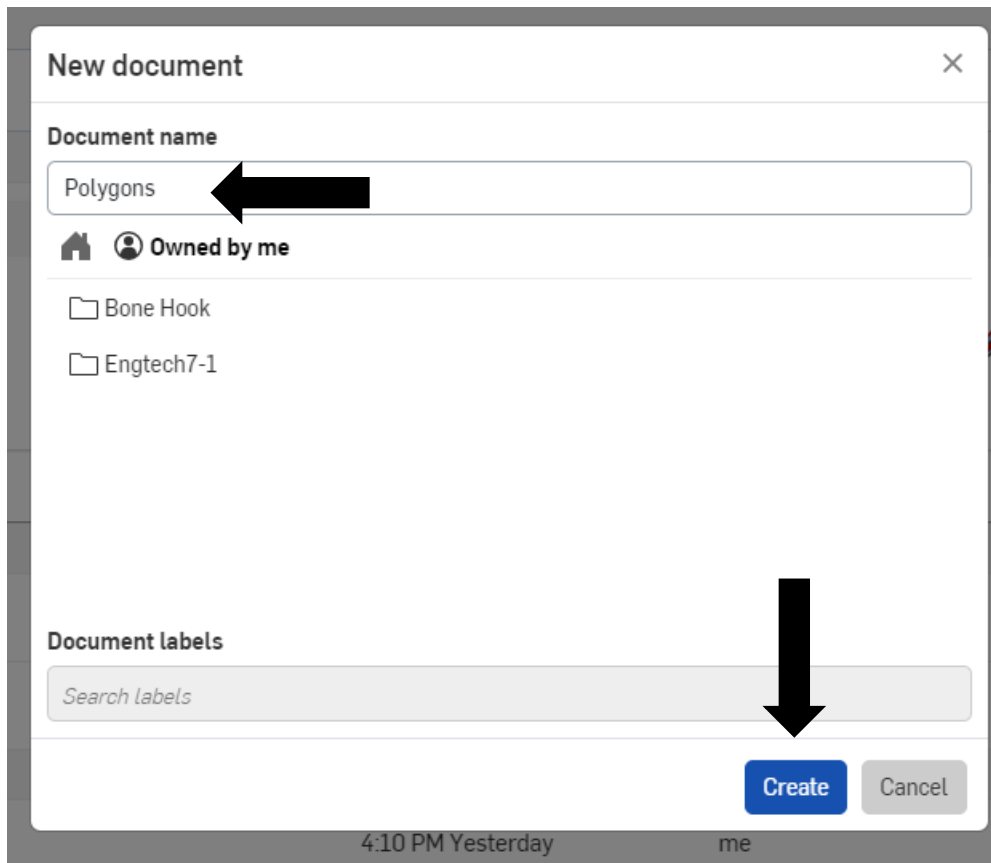 New document
Document name
Polygons
Owned by me
Bone Hook
Engtech7-1
Document labels
Search labels
Create Cancel
4:10 PM Yesterday me